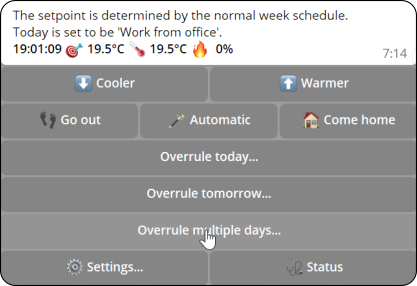 The setpoint is determined by the normal week schedule.
Today is set to be 'Work from office'.
19:01:09 🎯 19.5°C 🌡️ 19.5°C 🔥 0%
7:14
⬇️ Cooler
⬆️ Warmer
👣 Go out
🪄 Automatic
🏠 Come home
Overrule today...
Overrule tomorrow...
Overrule multiple days...
⚙️ Settings...
🩺 Status